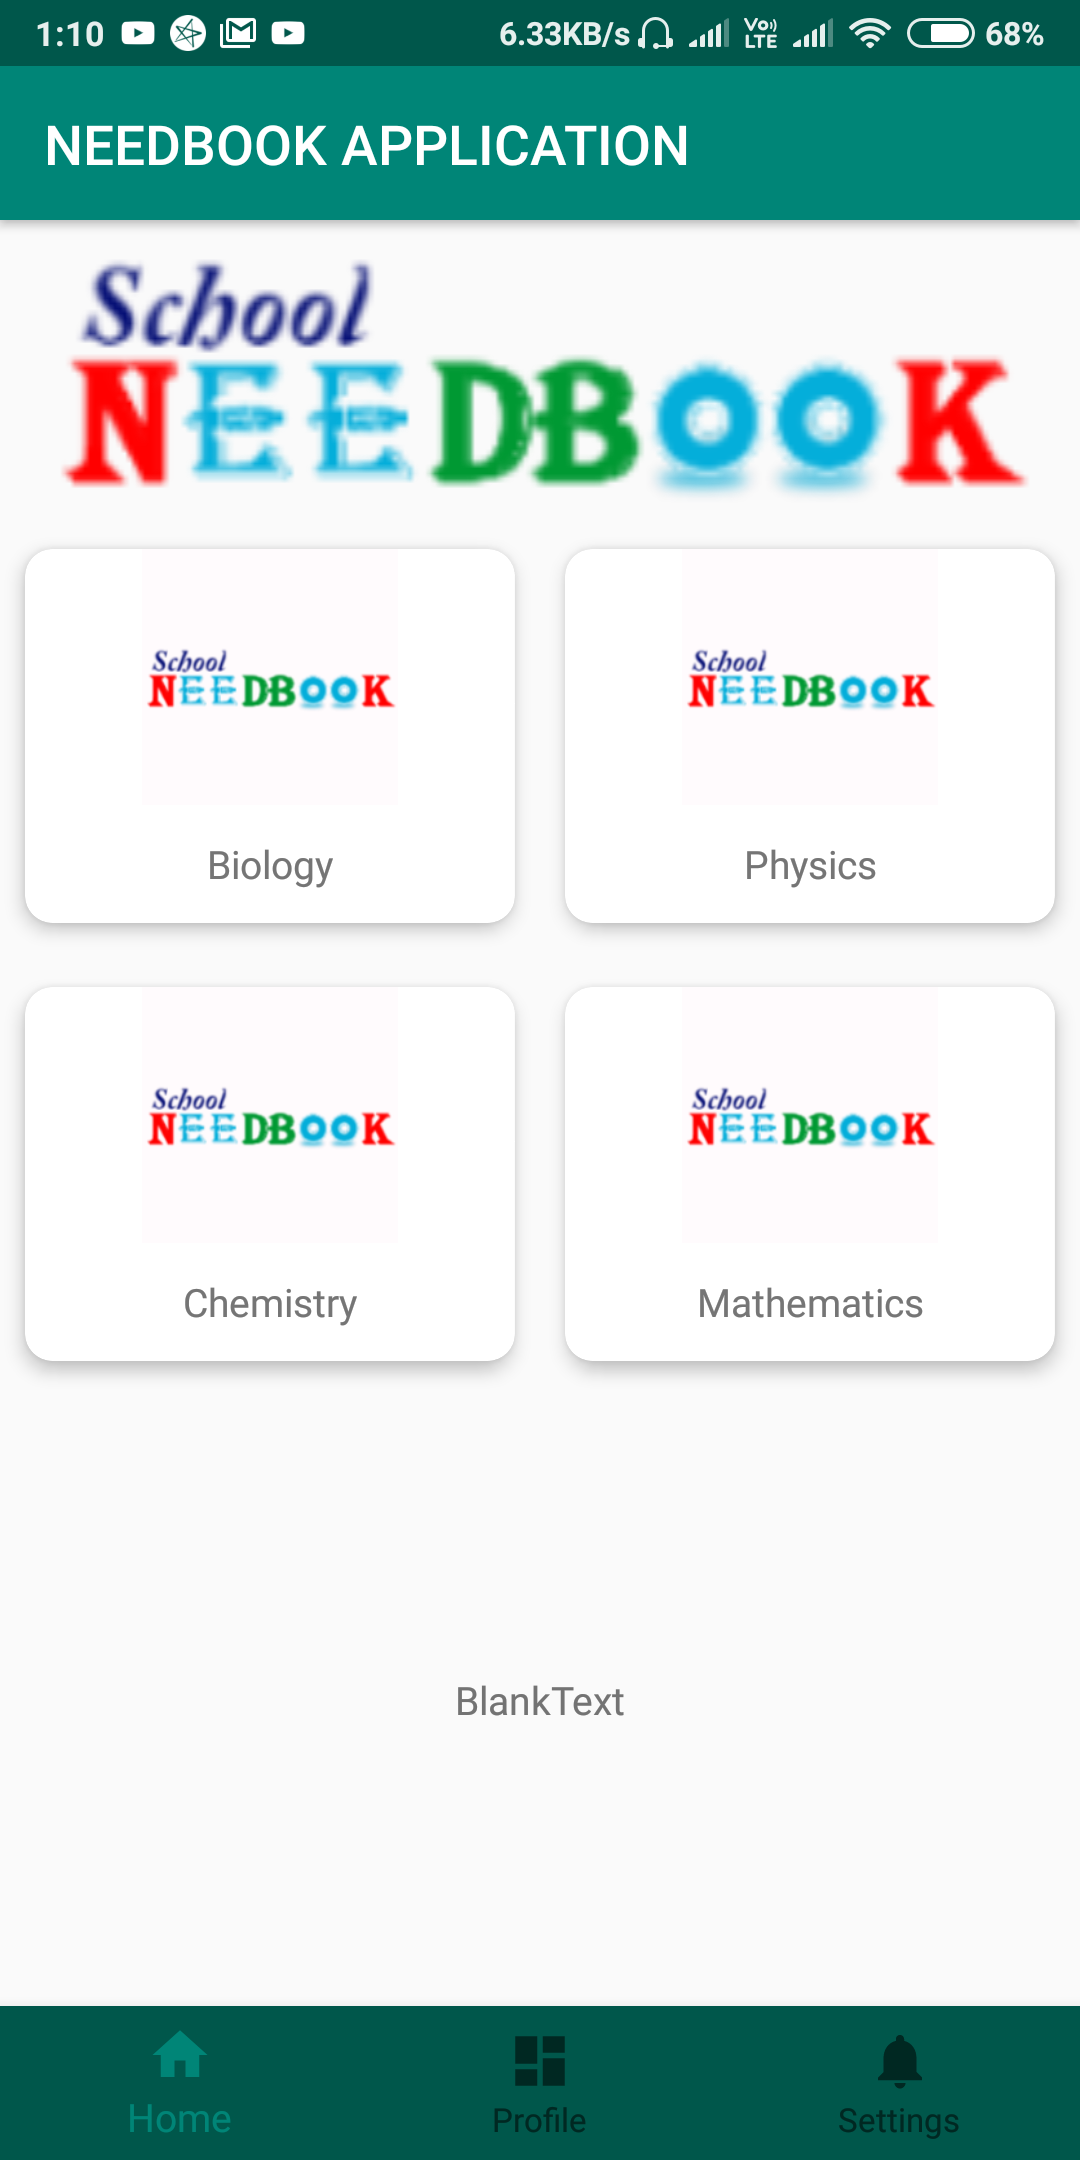 1:10 6.33KB/s Vo) LTE 68%
NEEDBOOK APPLICATION
School
NEEDBOOK
School
NEEDBOOK
Biology
School
NEEDBOOK
Physics
School
NEEDBOOK
Chemistry
School
NEEDBOOK
Mathematics
BlankText
Home Profile Settings